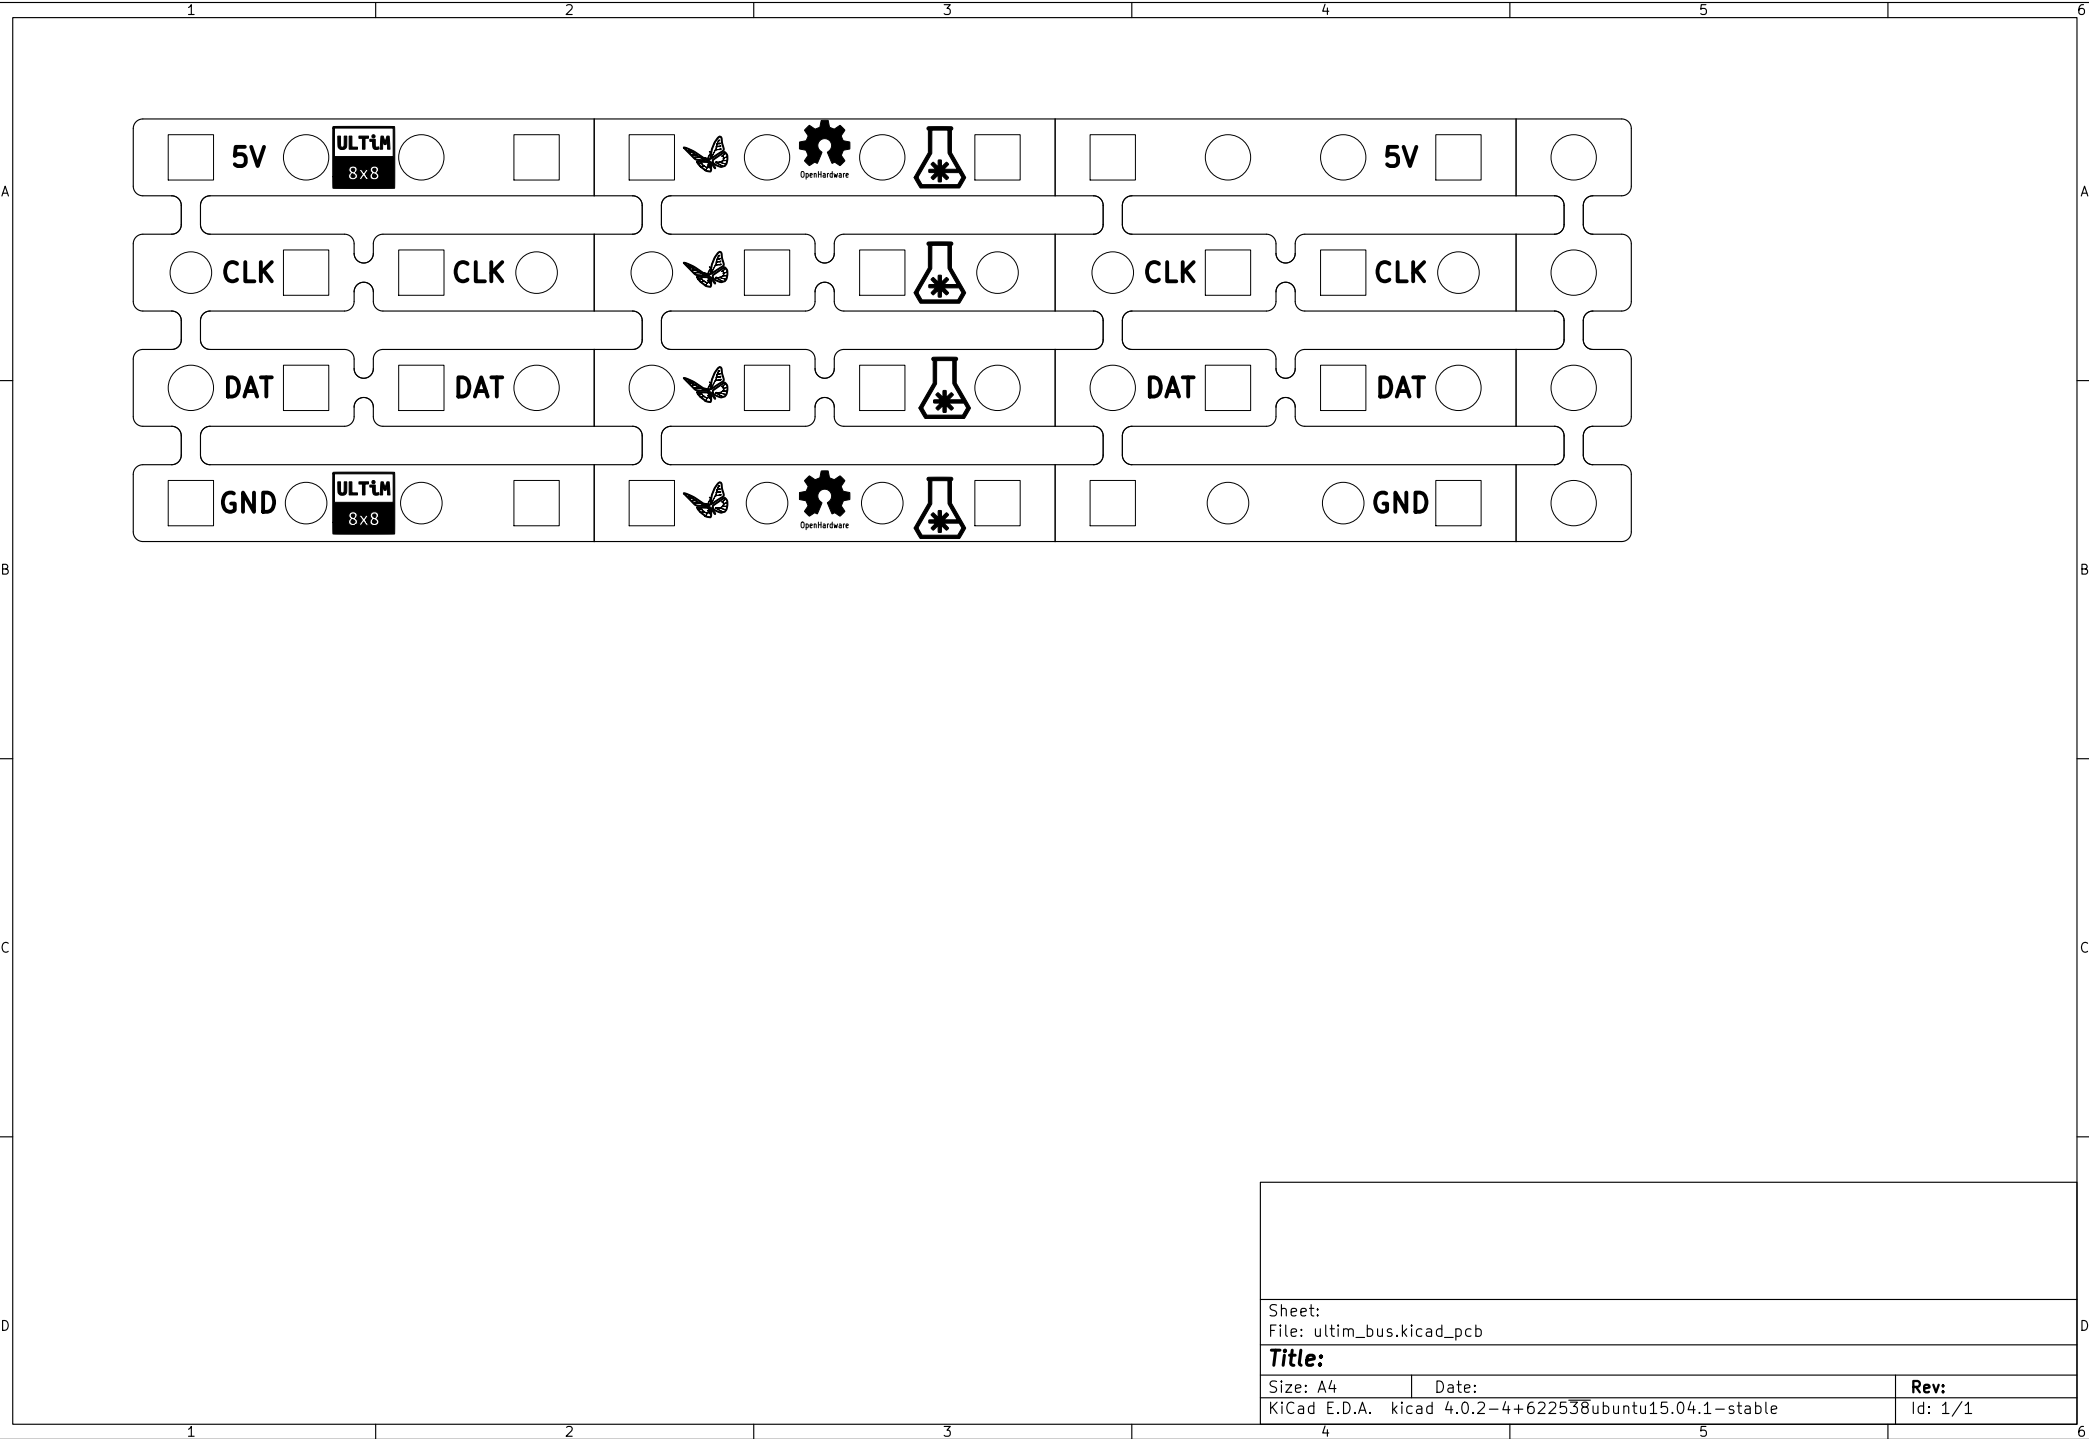 1 2 3 4 5 6
ULTiM
5V 5V
8x8
OpenHardware
A A
CLK CLK CLK CLK
DAT DAT DAT DAT
ULTiM
GND GND
8x8
OpenHardware
B B
C C
Sheet:
D D
File: ultim_bus.kicad_pcb
Title:
Size: A4 Date: Rev:
KiCad E.D.A. kicad 4.0.2-4+622538ubuntu15.04.1-stable Id: 1/1
1 2 3 4 5 6